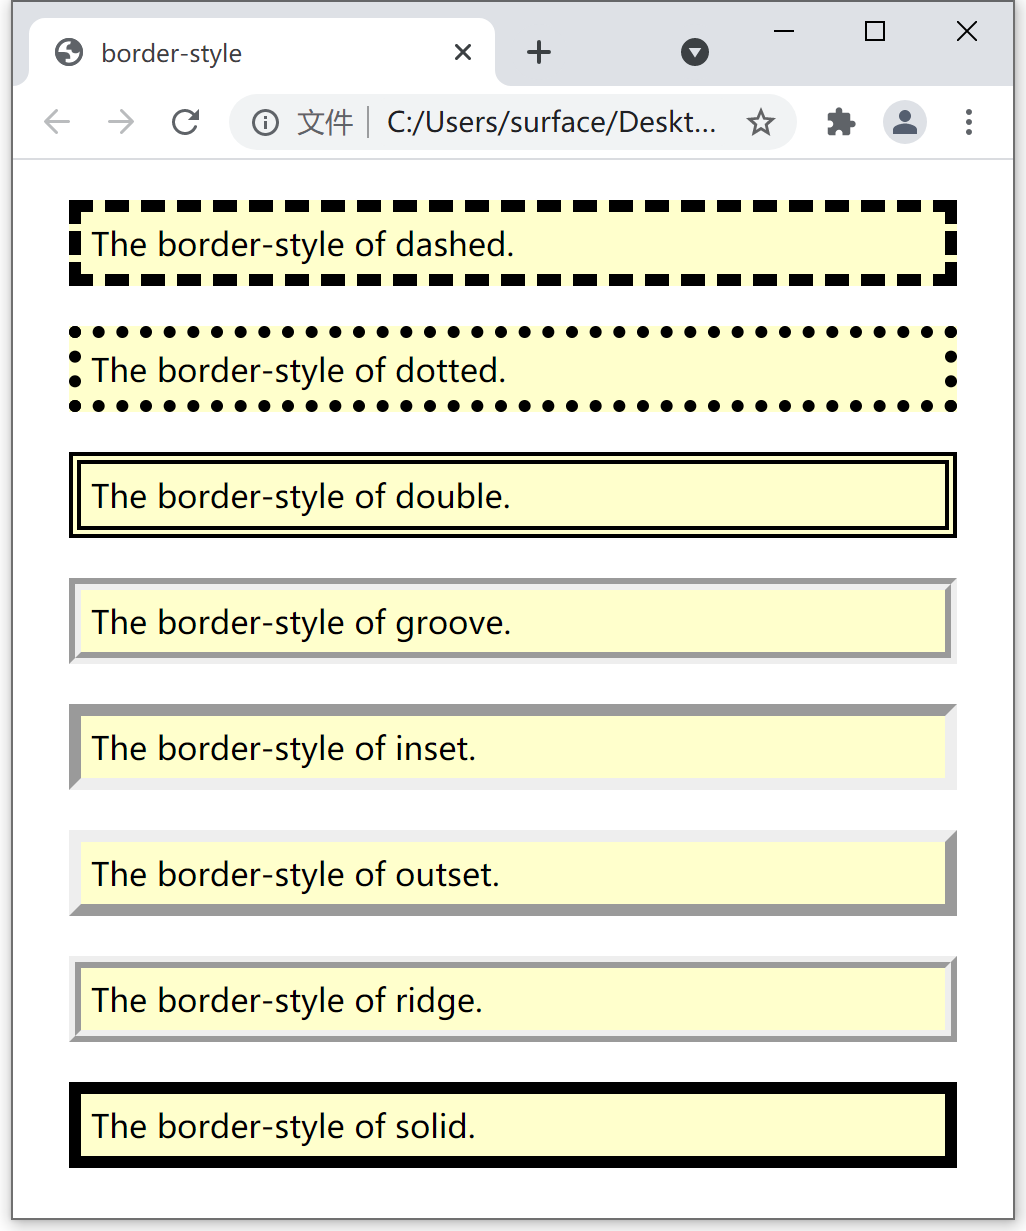 border-style
文件 C:/Users/surface/Deskt...
The border-style of dashed.
The border-style of dotted.
The border-style of double.
The border-style of groove.
The border-style of inset.
The border-style of outset.
The border-style of ridge.
The border-style of solid.